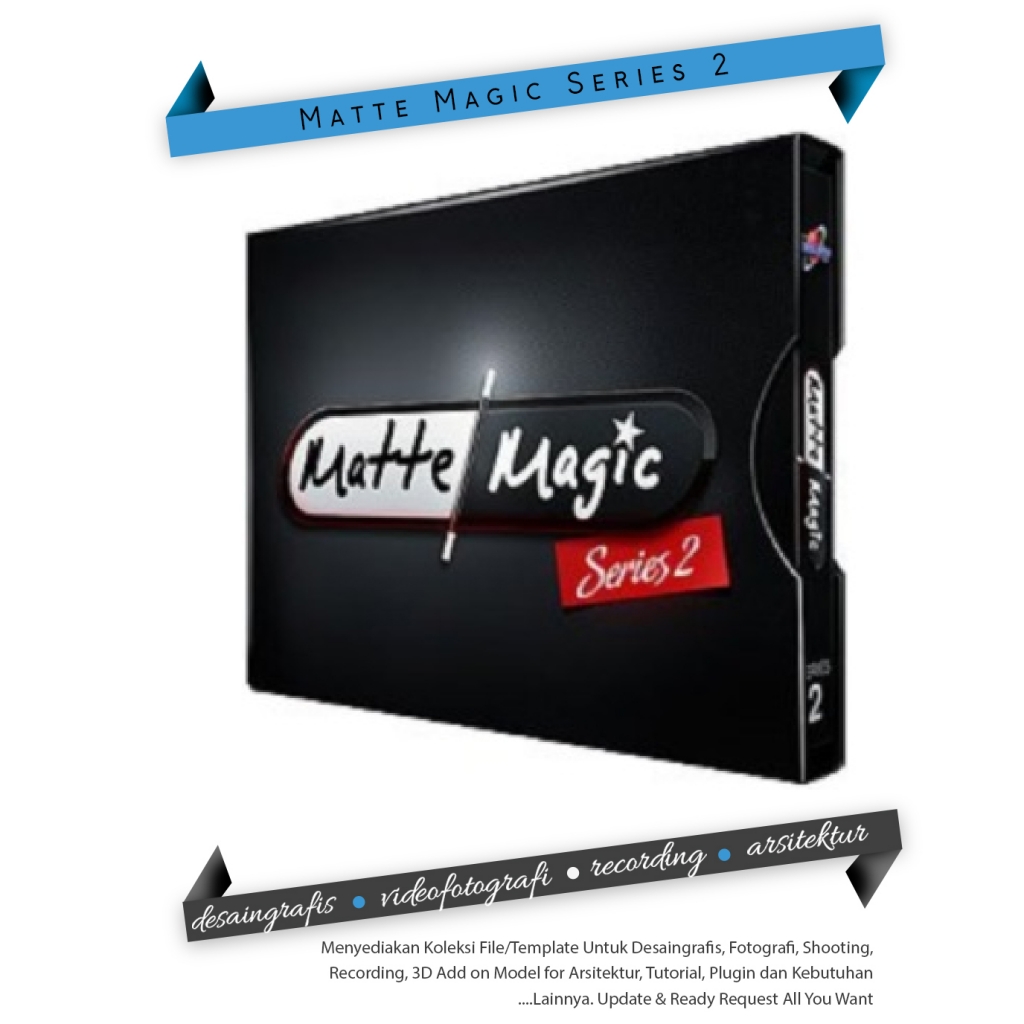 Matte Magic Series 2
Matte Magic
Series 2
Matte Magic
SERIES
2
desaingrafis • videofotografi • recording • arsitektur
Menyediakan Koleksi File/Template Untuk Desaingrafis, Fotografi, Shooting,
Recording, 3D Add on Model for Arsitektur, Tutorial, Plugin dan Kebutuhan
....Lainnya. Update & Ready Request All You Want